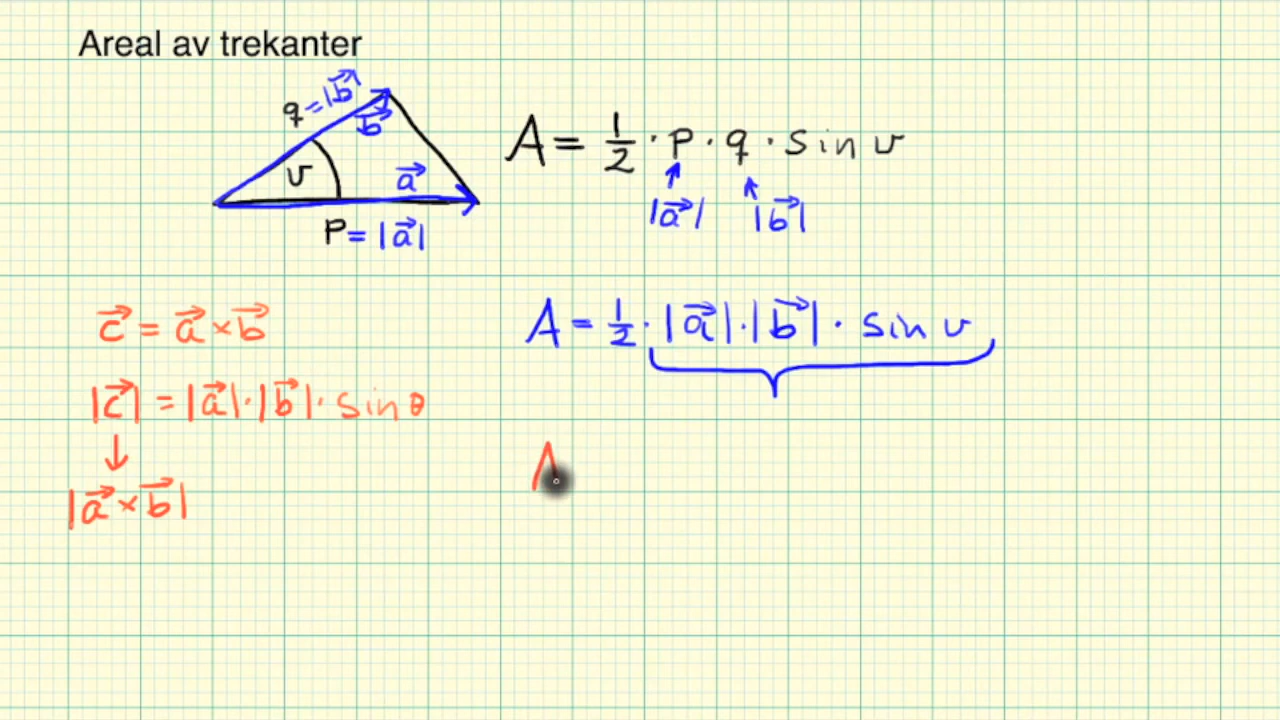 Areal av trekanter
q = |b⃗|
b⃗
v
a⃗
p = |a⃗|
A = 1/2 · p · q · sin v
|a⃗| |b⃗|
A = 1/2 · |a⃗| · |b⃗| · sin v
c⃗ = a⃗ × b⃗
|c⃗| = |a⃗| · |b⃗| · sin θ
↓
|a⃗ × b⃗|